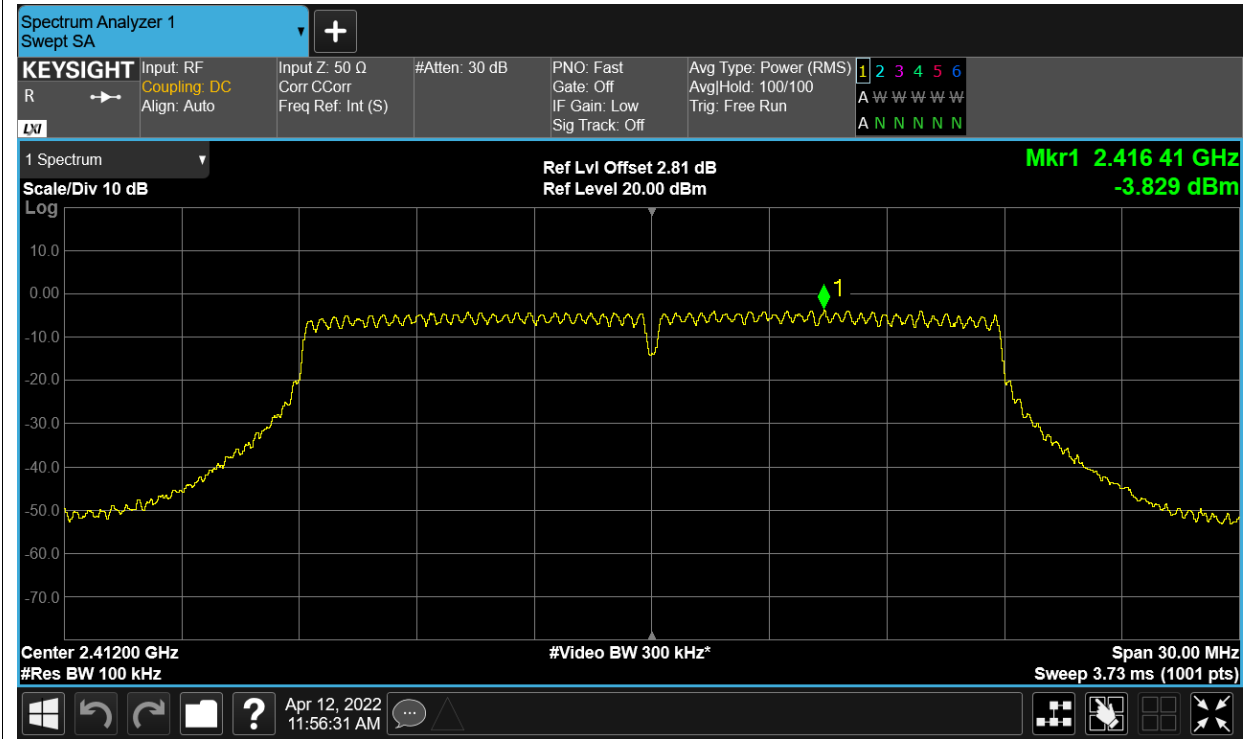 Spectrum Analyzer 1
Swept SA
+
KEYSIGHT
R
LXI
Input: RF
Coupling: DC
Align: Auto
Input Z: 50 Ω
Corr CCorr
Freq Ref: Int (S)
#Atten: 30 dB
PNO: Fast
Gate: Off
IF Gain: Low
Sig Track: Off
Avg Type: Power (RMS)
Avg|Hold: 100/100
Trig: Free Run
1 2 3 4 5 6
A W W W W W
A N N N N N
1 Spectrum
Scale/Div 10 dB
Log
Ref Lvl Offset 2.81 dB
Ref Level 20.00 dBm
Mkr1 2.416 41 GHz
-3.829 dBm
10.0
0.00
-10.0
-20.0
-30.0
-40.0
-50.0
-60.0
-70.0
1
Center 2.41200 GHz
#Res BW 100 kHz
#Video BW 300 kHz*
Span 30.00 MHz
Sweep 3.73 ms (1001 pts)
?
Apr 12, 2022
11:56:31 AM